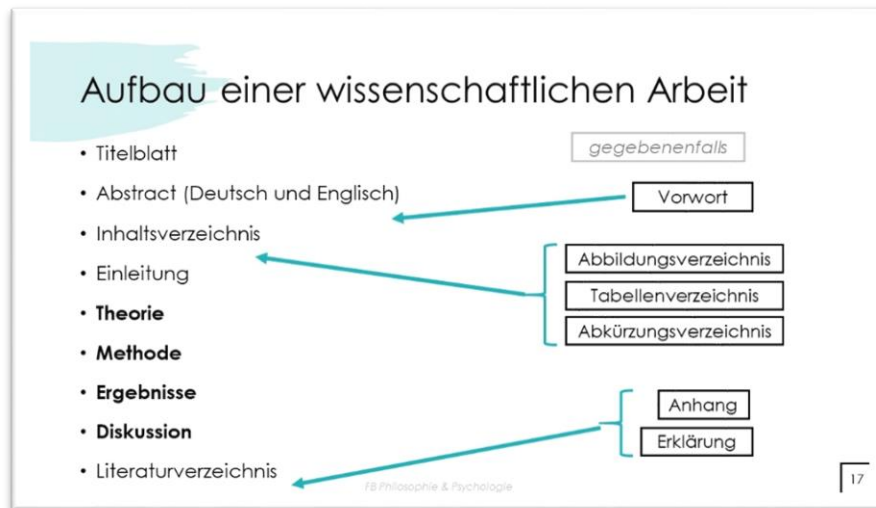 Aufbau einer wissenschaftlichen Arbeit
• Titelblatt
• Abstract (Deutsch und Englisch)
• Inhaltsverzeichnis
• Einleitung
• Theorie
• Methode
• Ergebnisse
• Diskussion
• Literaturverzeichnis
gegebenenfalls
Vorwort
Abbildungsverzeichnis
Tabellenverzeichnis
Abkürzungsverzeichnis
Anhang
Erklärung
FB Philosophie & Psychologie
17